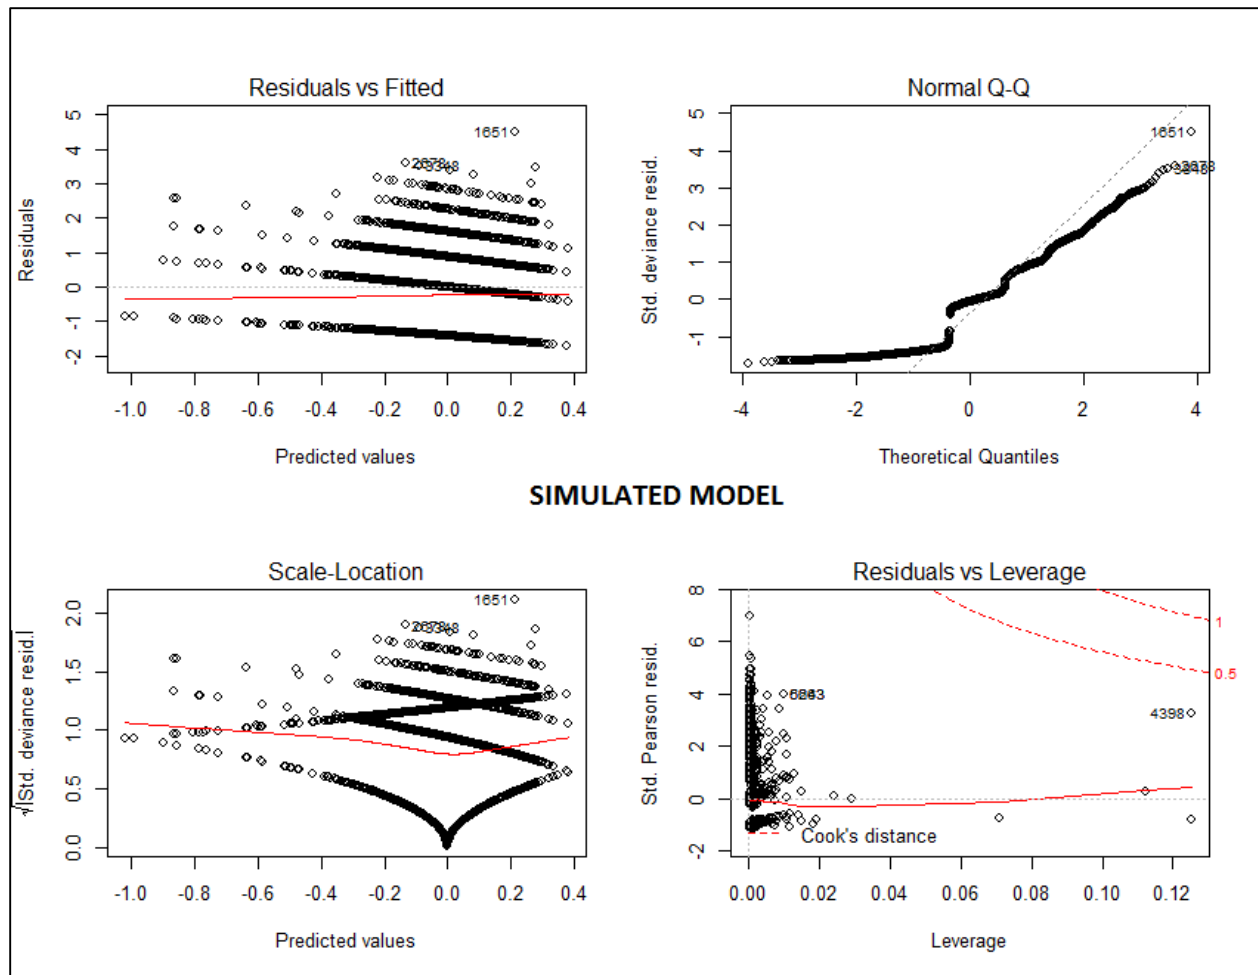 Residuals vs Fitted
Residuals
5
4
3
2
1
0
-1
-2
1651
-1.0 -0.8 -0.6 -0.4 -0.2 0.0 0.2 0.4
Predicted values
Normal Q-Q
Std. deviance resid.
5
4
3
2
1
0
-1
1651
-4 -2 0 2 4
Theoretical Quantiles
SIMULATED MODEL
Scale-Location
√|Std. deviance resid.|
2.0
1.5
1.0
0.5
0.0
1651
-1.0 -0.8 -0.6 -0.4 -0.2 0.0 0.2 0.4
Predicted values
Residuals vs Leverage
Std. Pearson resid.
8
6
4
2
0
-2
1
0.5
4398
Cook's distance
0.00 0.02 0.04 0.06 0.08 0.10 0.12
Leverage